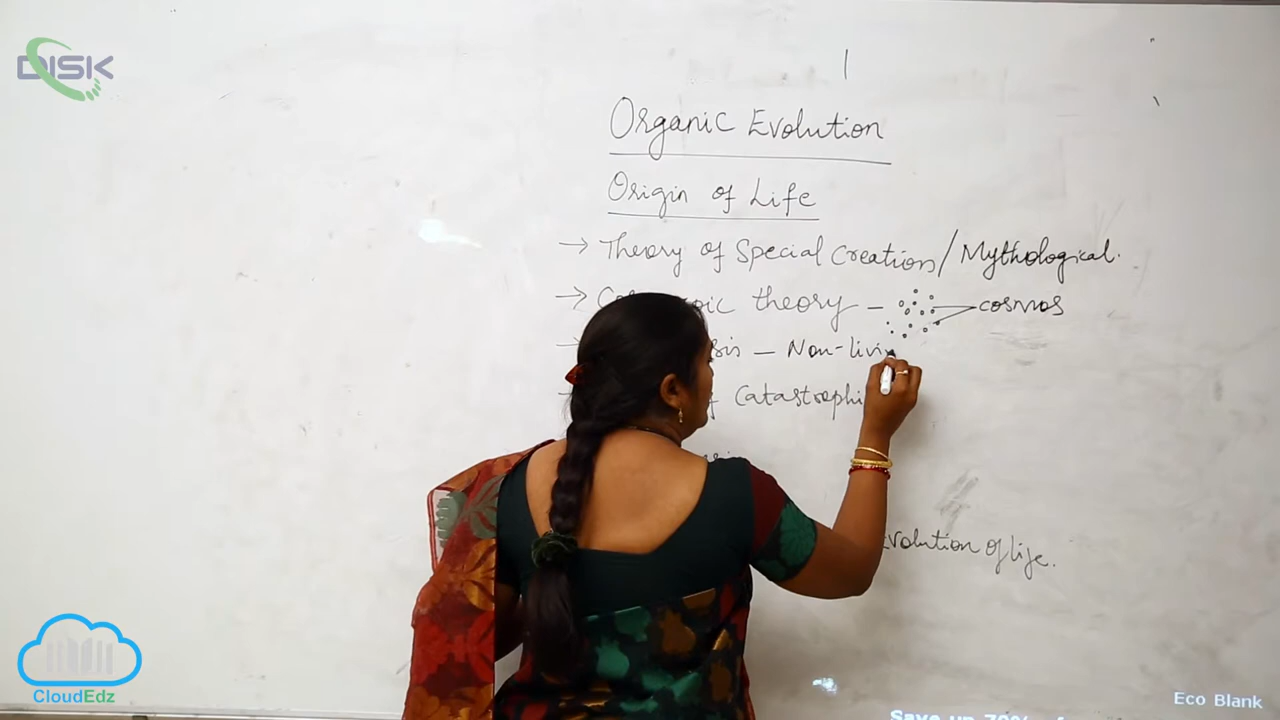 DISK
Organic Evolution
Origin of Life
→ Theory of Special Creation / Mythological.
→ theory — cosmos
— Non-livi
Catastrophi
Evolution of life.
CloudEdz
Eco Blank